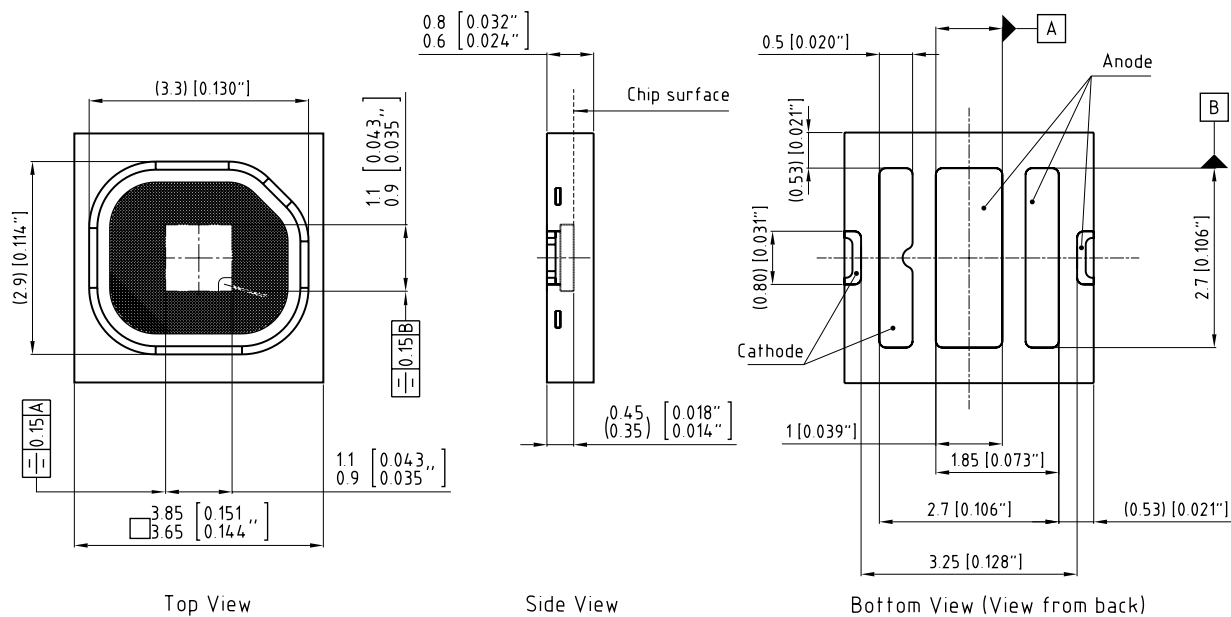 (3.3) [0.130"]
(2.9) [0.114"]
1.1 [0.043"
0.9 0.035]
0.15 B
0.15 A
1.1 [0.043"
0.9 0.035]
3.85 [0.151"
3.65 0.144]
Top View
0.8 [0.032"]
0.6 [0.024"]
Chip surface
0.45 [0.018"]
(0.35) [0.014"]
Side View
0.5 [0.020"]
A
Anode
B
(0.53) [0.021"]
(0.80) [0.031"]
2.7 [0.106"]
Cathode
1 [0.039"]
1.85 [0.073"]
2.7 [0.106"]
(0.53) [0.021"]
3.25 [0.128"]
Bottom View (View from back)